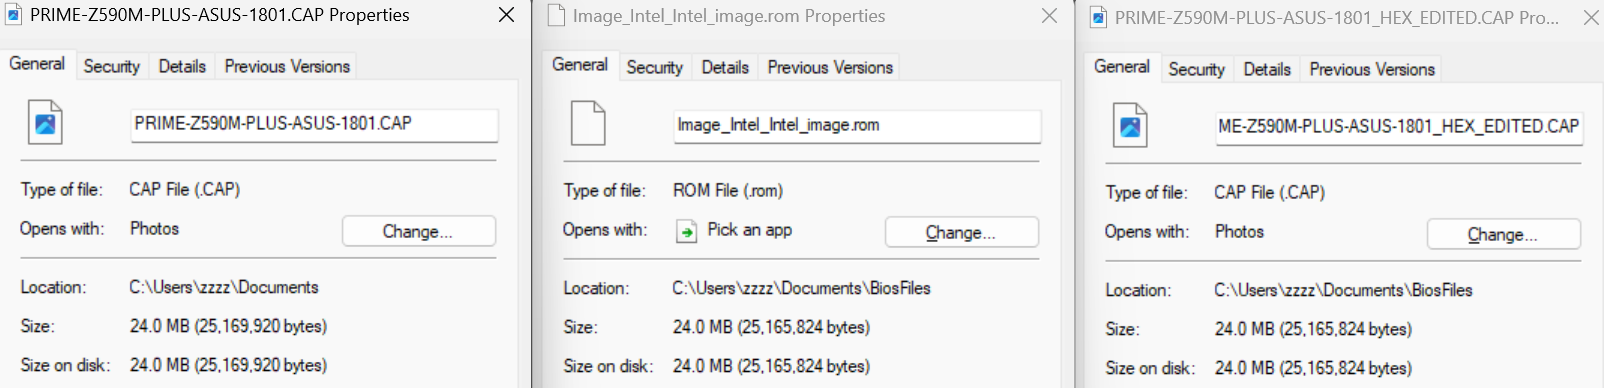 PRIME-Z590M-PLUS-ASUS-1801.CAP Properties
General Security Details Previous Versions
PRIME-Z590M-PLUS-ASUS-1801.CAP
Type of file: CAP File (.CAP)
Opens with: Photos Change...
Location: C:\Users\zzzz\Documents
Size: 24.0 MB (25,169,920 bytes)
Size on disk: 24.0 MB (25,169,920 bytes)
Image_Intel_Intel_image.rom Properties
General Security Details Previous Versions
Image_Intel_Intel_image.rom
Type of file: ROM File (.rom)
Opens with: Pick an app Change...
Location: C:\Users\zzzz\Documents\BiosFiles
Size: 24.0 MB (25,165,824 bytes)
Size on disk: 24.0 MB (25,165,824 bytes)
PRIME-Z590M-PLUS-ASUS-1801_HEX_EDITED.CAP Pro...
General Security Details Previous Versions
ME-Z590M-PLUS-ASUS-1801_HEX_EDITED.CAP
Type of file: CAP File (.CAP)
Opens with: Photos Change...
Location: C:\Users\zzzz\Documents\BiosFiles
Size: 24.0 MB (25,165,824 bytes)
Size on disk: 24.0 MB (25,165,824 bytes)